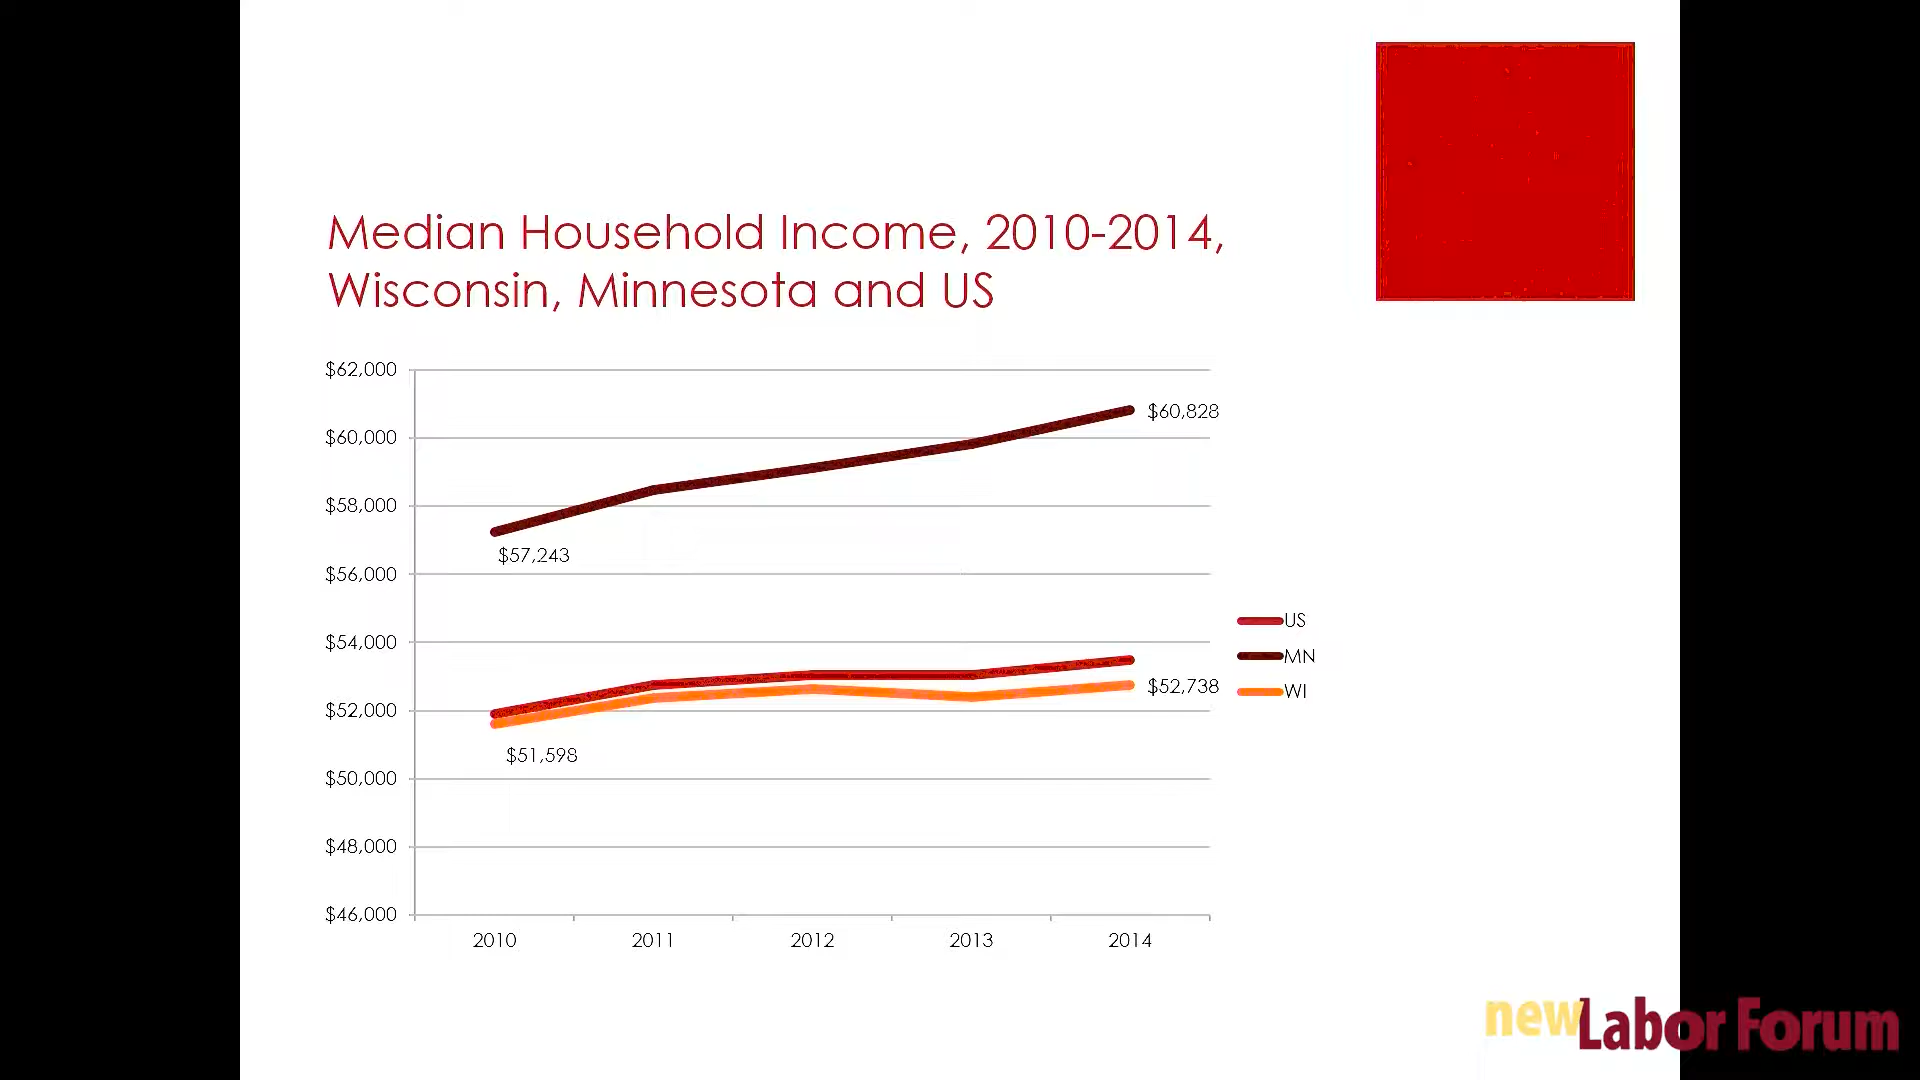 Median Household Income, 2010-2014,
Wisconsin, Minnesota and US
$62,000
$60,828
$60,000
$58,000
$57,243
$56,000
US
$54,000
MN
$52,738
WI
$52,000
$51,598
$50,000
$48,000
$46,000
2010 2011 2012 2013 2014
newLabor Forum